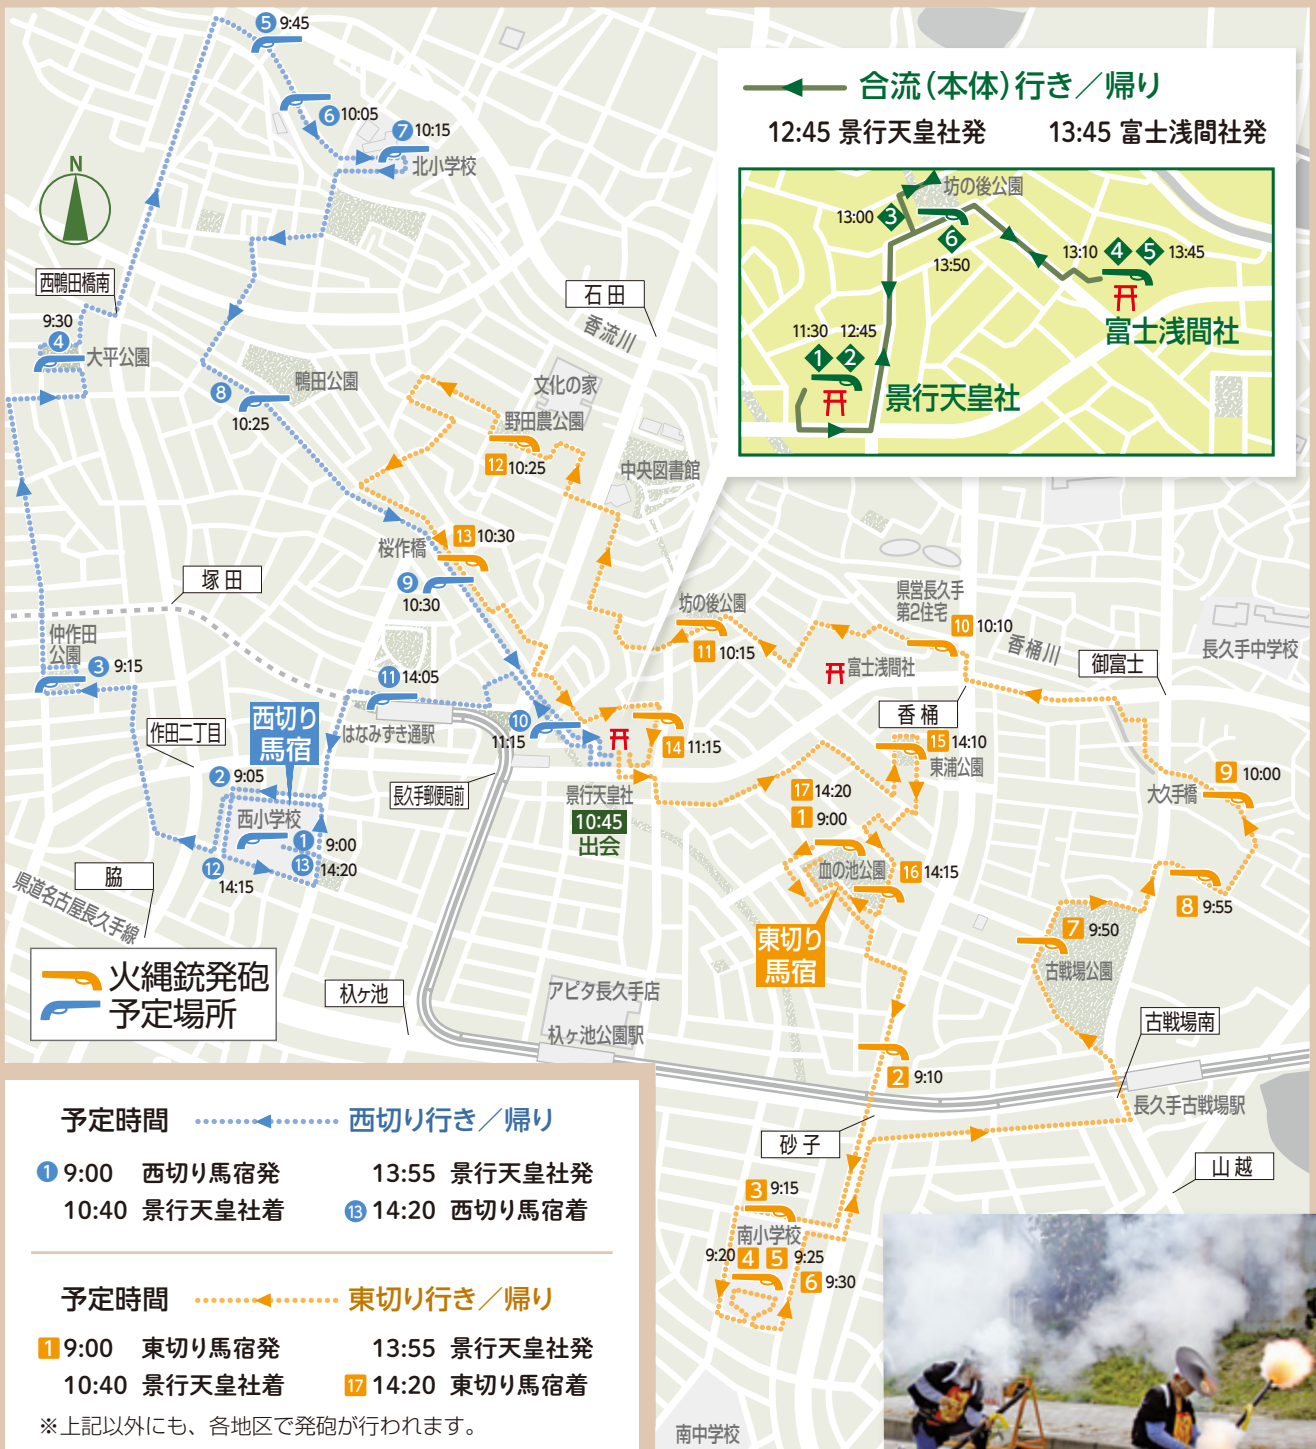 合流（本体）行き／帰り
12:45 景行天皇社発
13:45 富士浅間社発
坊の後公園
13:00 3
6
13:50
13:10 4 5 13:45
富士浅間社
11:30 12:45
1 2
景行天皇社
N
5 9:45
6 10:05
7 10:15
北小学校
西鴨田橋南
9:30
4
大平公園
石田
香流川
鴨田公園
8
10:25
文化の家
野田農公園
12 10:25
中央図書館
13 10:30
桜作橋
9
10:30
塚田
仲作田
公園
3 9:15
坊の後公園
11 10:15
県営長久手
第2住宅
10 10:10
香桶川
長久手中学校
御富士
富士浅間社
香桶
11 14:05
はなみずき通駅
作田二丁目
西切り
馬宿
10
11:15
14 11:15
15 14:10
東浦公園
2 9:05
長久手郵便局前
景行天皇社
10:45
出会
17 14:20
1 9:00
9 10:00
大久手橋
西小学校
1 9:00
13 14:20
12
14:15
血の池公園
16 14:15
8 9:55
脇
県道名古屋長久手線
東切り
馬宿
7 9:50
古戦場公園
火縄銃発砲
予定場所
杁ヶ池
アピタ長久手店
杁ヶ池公園駅
古戦場南
2 9:10
長久手古戦場駅
砂子
山越
3 9:15
南小学校
9:20 4 5 9:25
6 9:30
南中学校
予定時間 西切り行き／帰り
1 9:00 西切り馬宿発 13:55 景行天皇社発
10:40 景行天皇社着 13 14:20 西切り馬宿着
予定時間 東切り行き／帰り
1 9:00 東切り馬宿発 13:55 景行天皇社発
10:40 景行天皇社着 17 14:20 東切り馬宿着
※上記以外にも、各地区で発砲が行われます。